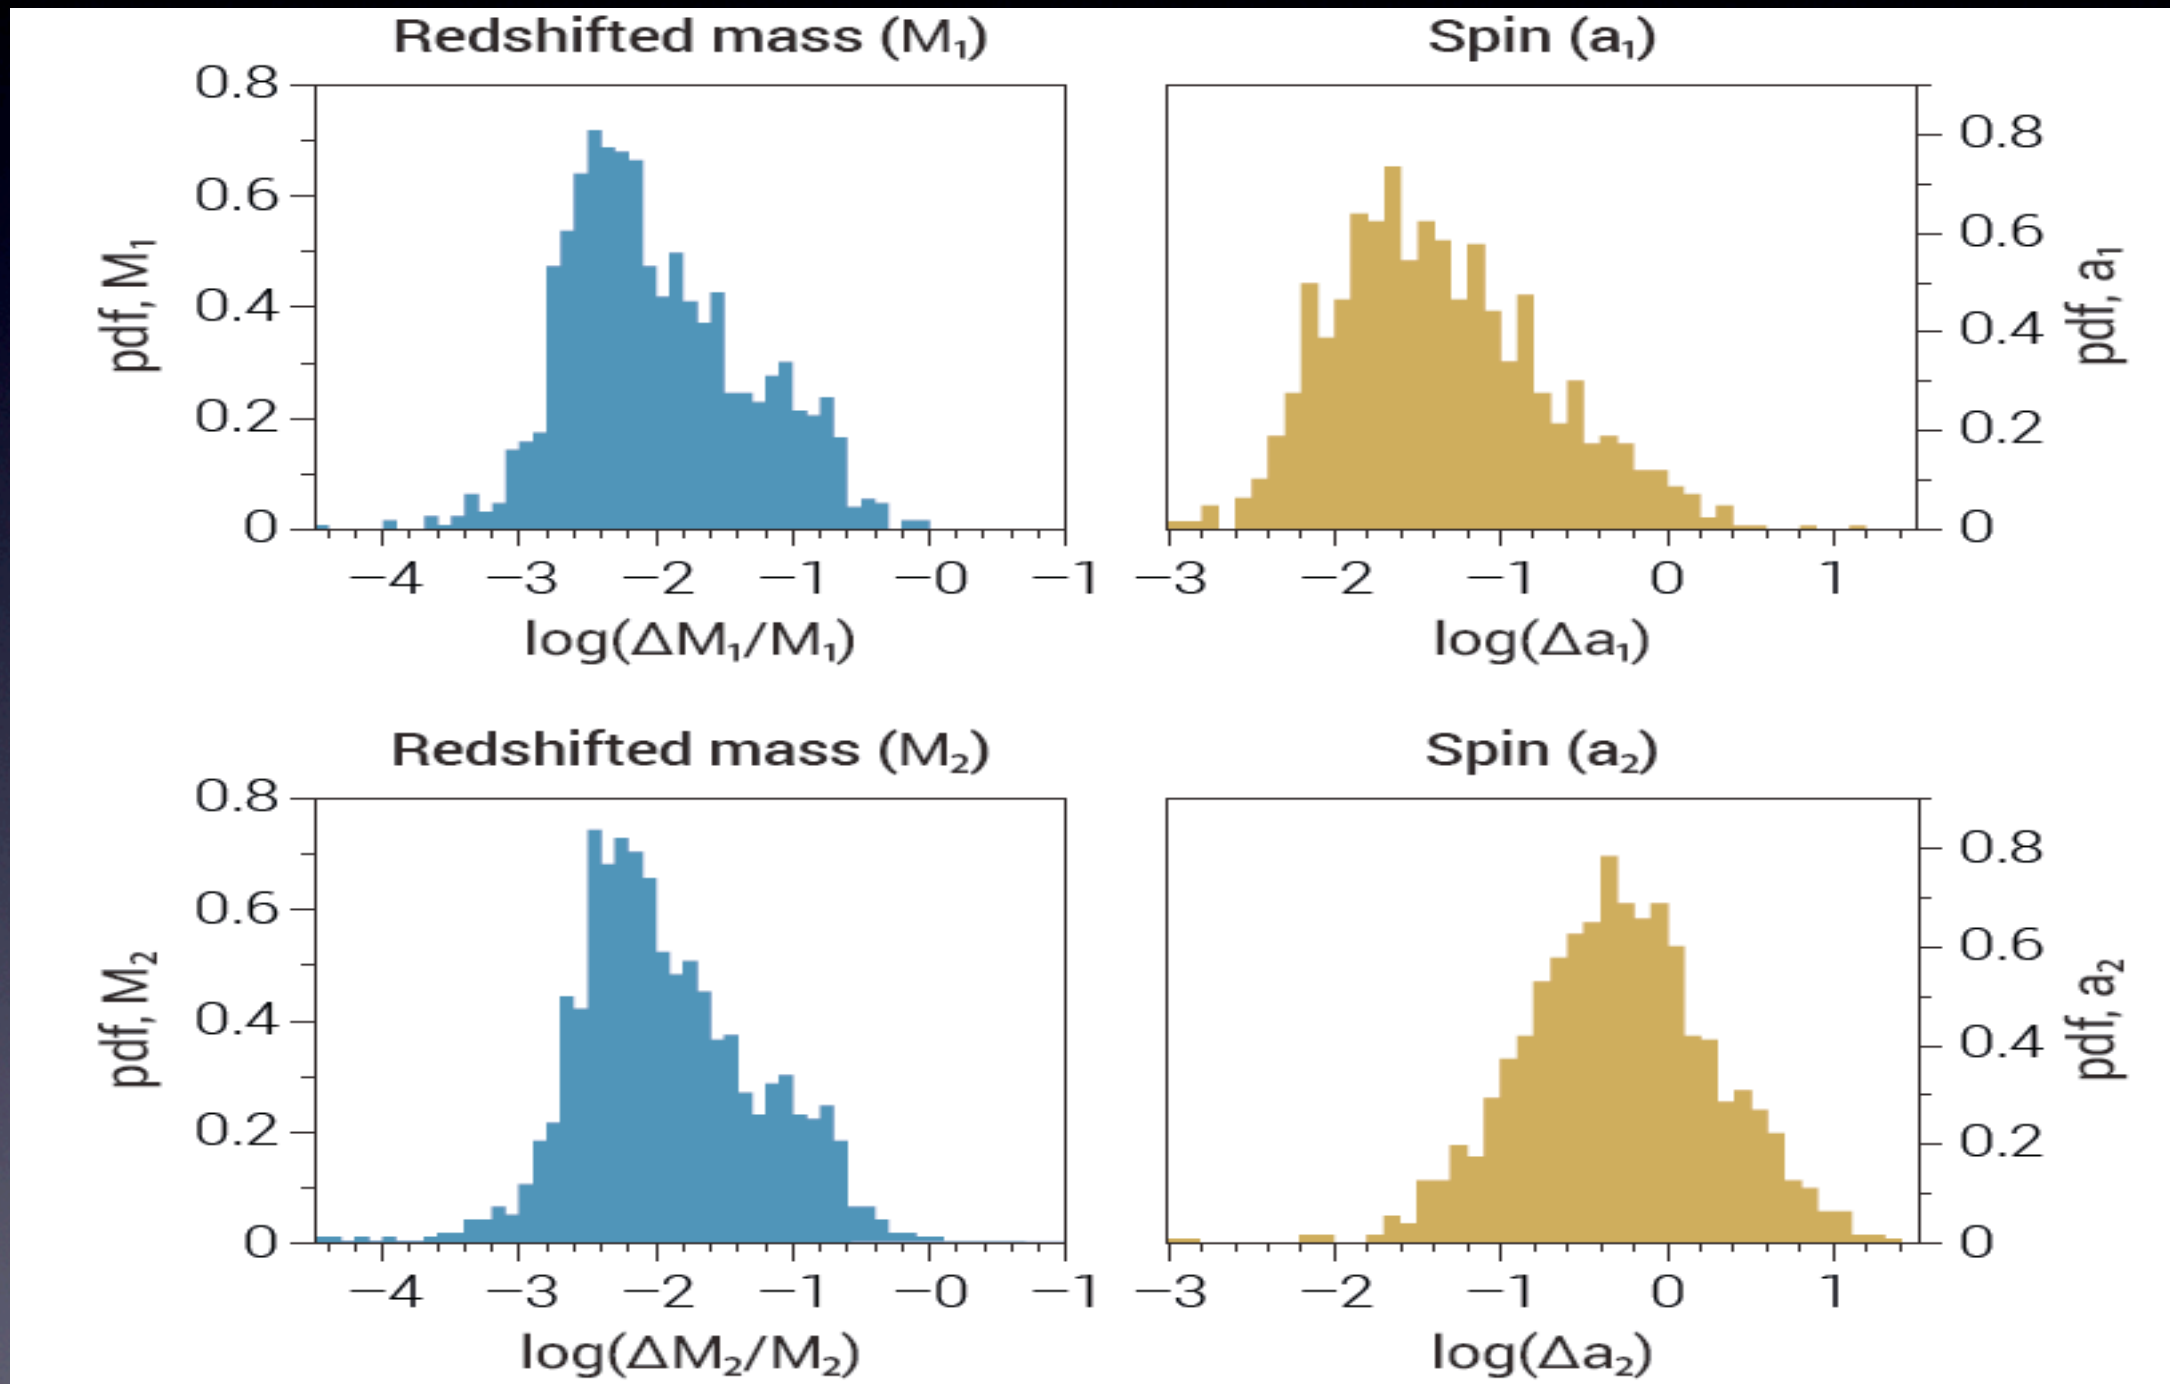 Redshifted mass (M₁)
Spin (a₁)
0.8
0.6
0.4
0.2
0
pdf, M₁
−4 −3 −2 −1 −0 −1
log(ΔM₁/M₁)
0.8
0.6
0.4
0.2
0
pdf, a₁
−3 −2 −1 0 1
log(Δa₁)
Redshifted mass (M₂)
Spin (a₂)
0.8
0.6
0.4
0.2
0
pdf, M₂
−4 −3 −2 −1 −0 −1
log(ΔM₂/M₂)
0.8
0.6
0.4
0.2
0
pdf, a₂
−3 −2 −1 0 1
log(Δa₂)